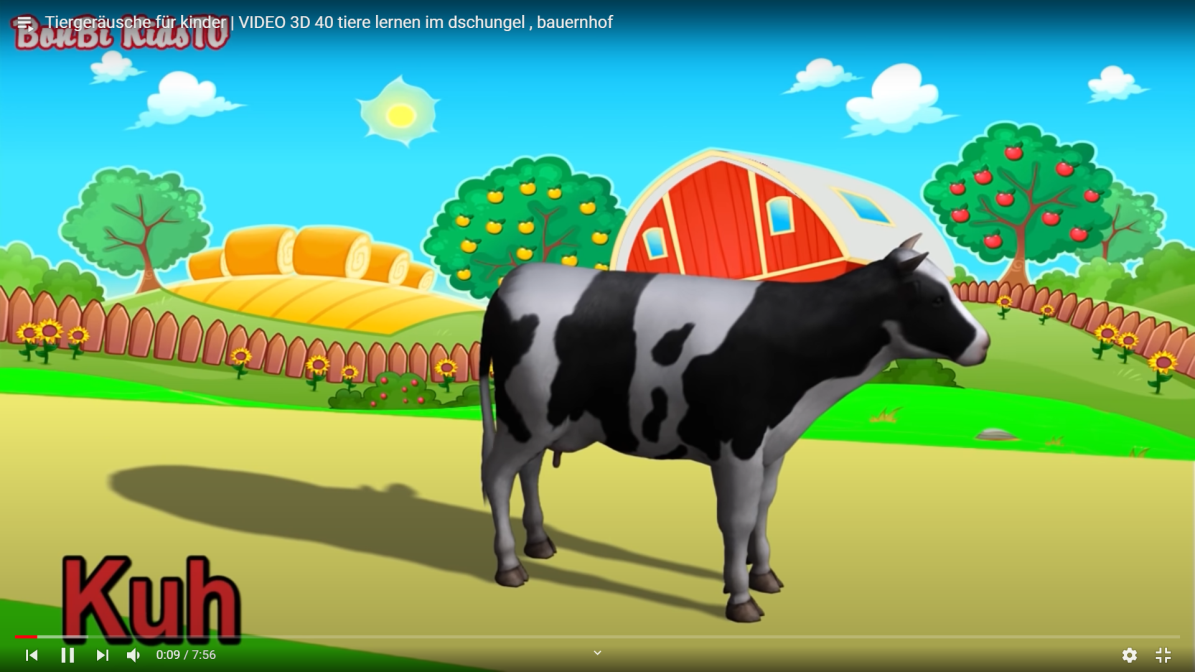 Tiergeräusche für kinder | VIDEO 3D 40 tiere lernen im dschungel , bauernhof
BonBi KidsTV
Kuh
0:09 / 7:56